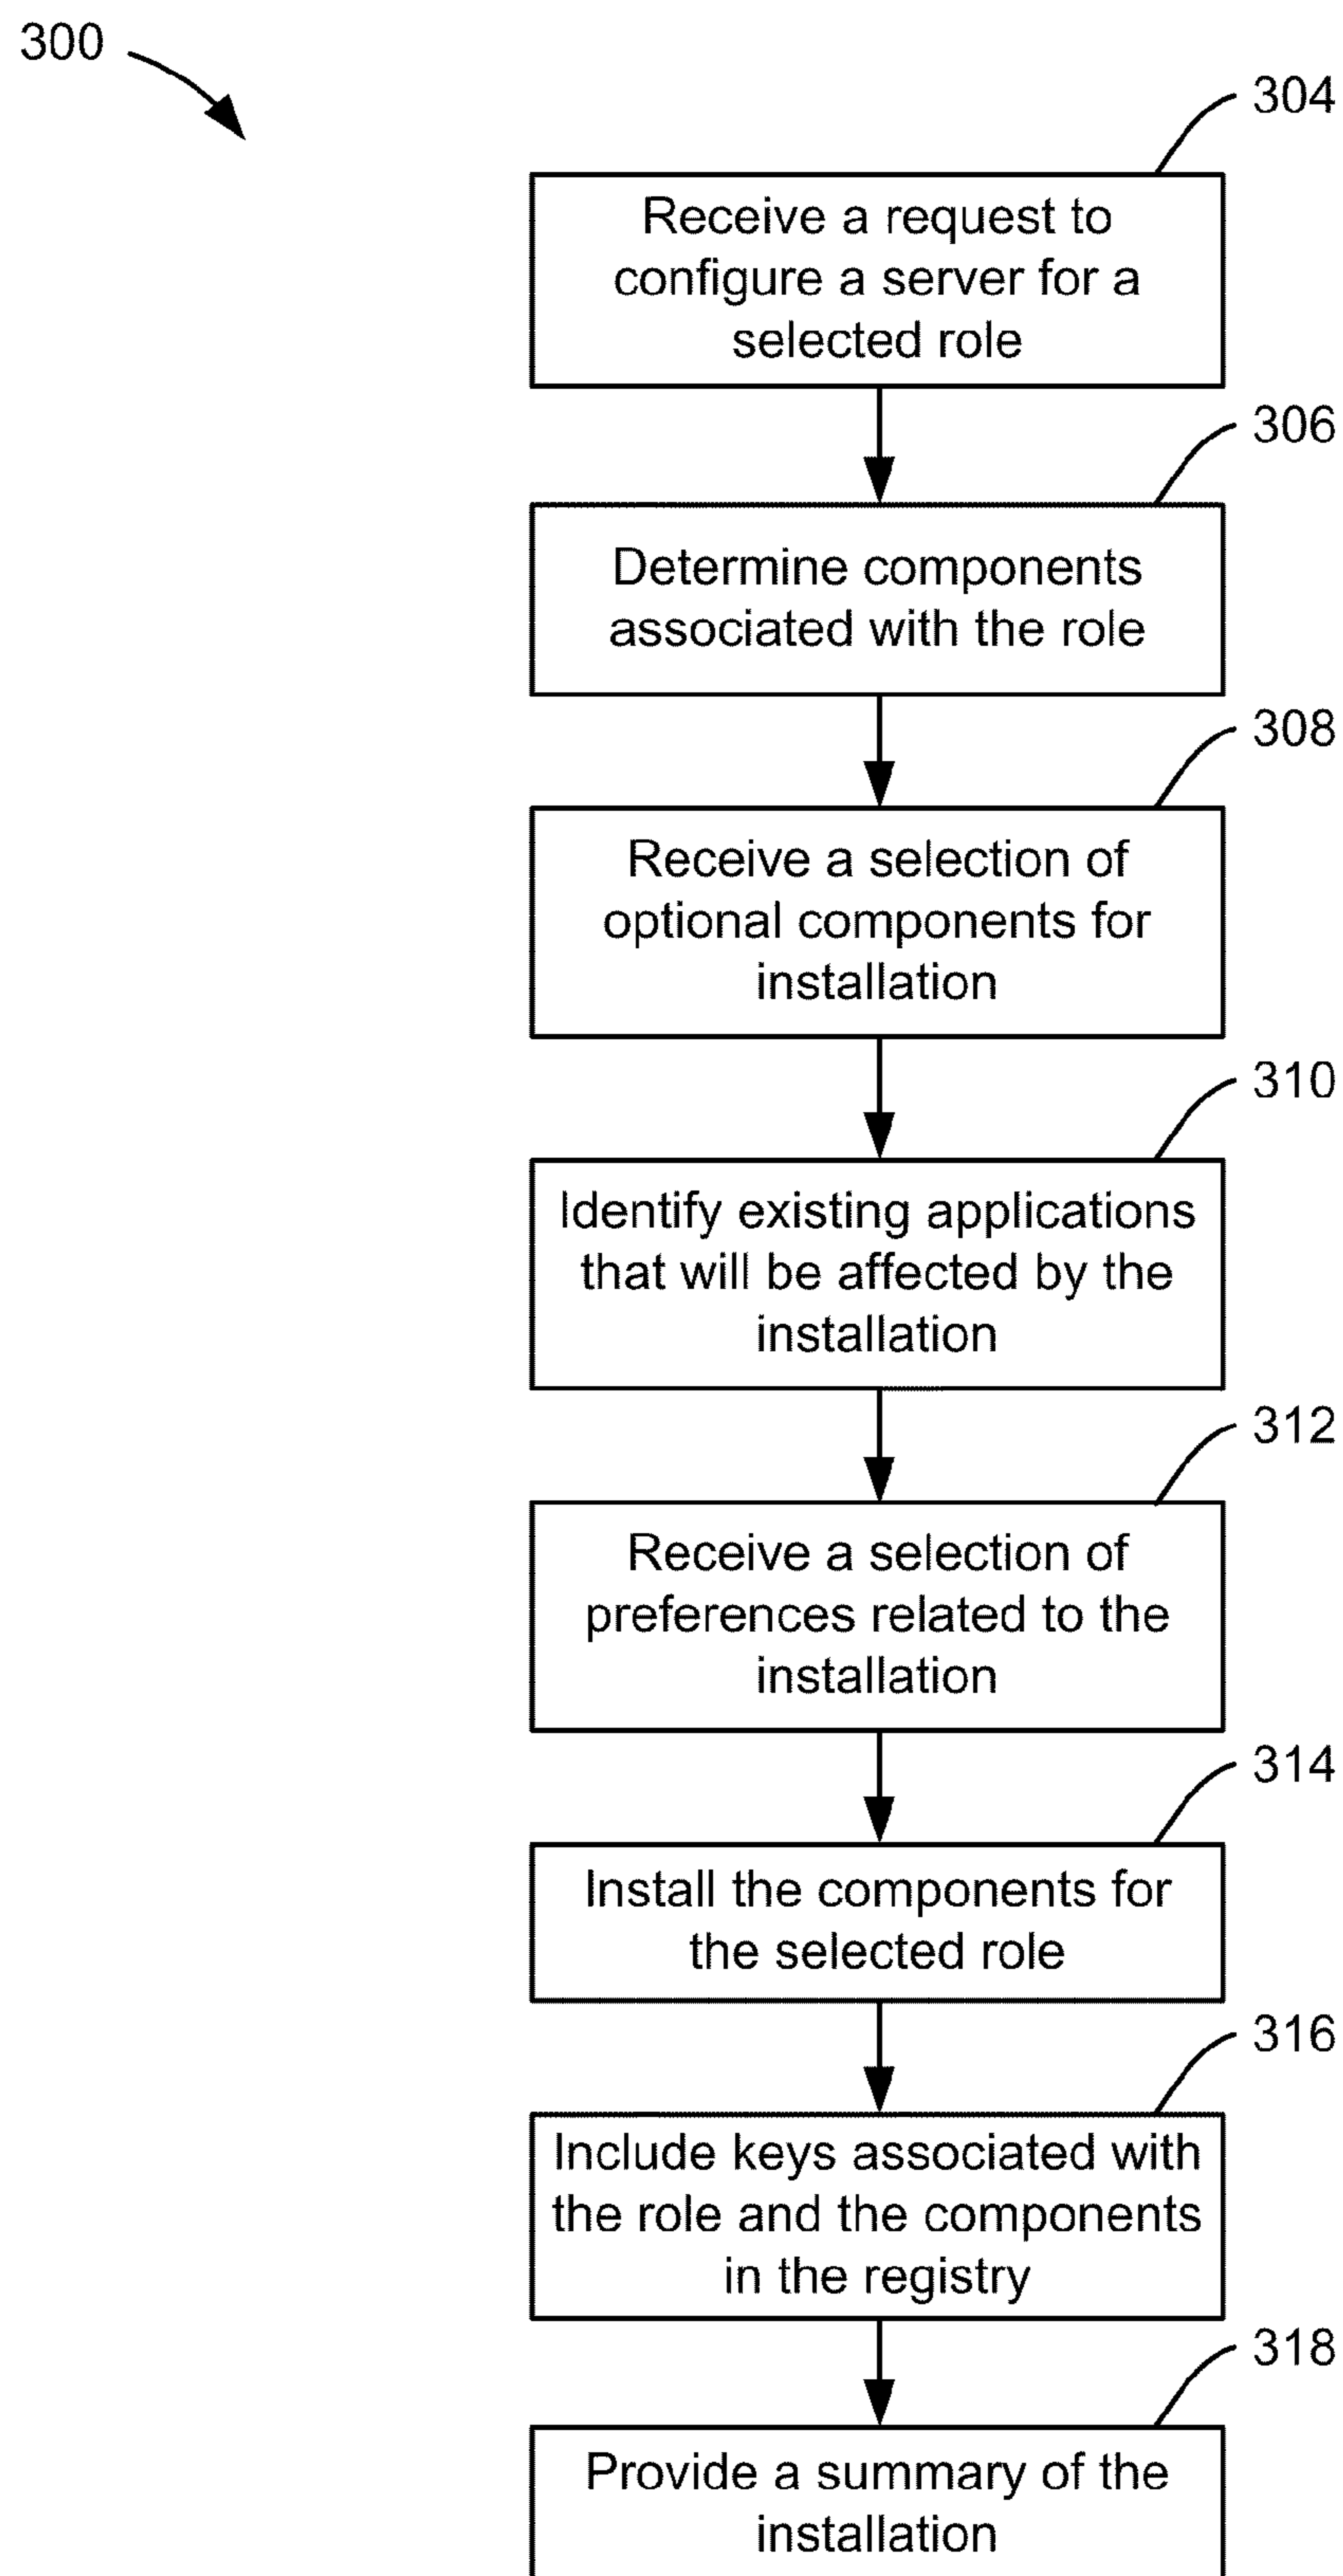 300
304
Receive a request to
configure a server for a
selected role
306
Determine components
associated with the role
308
Receive a selection of
optional components for
installation
310
Identify existing applications
that will be affected by the
installation
312
Receive a selection of
preferences related to the
installation
314
Install the components for
the selected role
316
Include keys associated with
the role and the components
in the registry
318
Provide a summary of the
installation